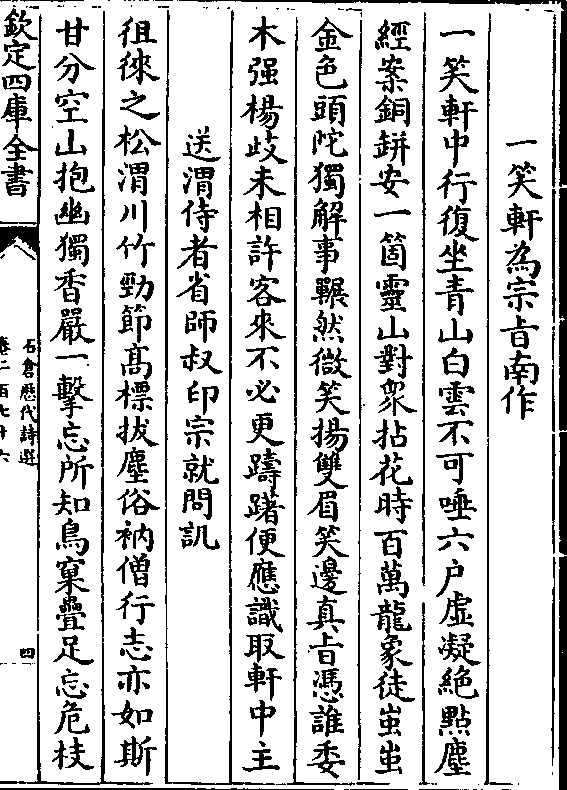 一笑軒為宗㫖南作
一笑軒中行復坐青山白雲不可唾六户虚凝絶㸃塵
經案銅缾安一箇靈山對衆拈花時百萬龍象徒蚩蚩
金色頭陀獨解事囅然微笑揚雙眉笑邊真㫖憑誰委
木强楊歧未相許客來不必更躊躇便應識取軒中主
送渭侍者省師叔印宗就問訊
徂徠之松渭川竹勁節髙標拔塵俗衲僧行志亦如斯
甘分空山抱幽獨香嚴一擊忘所知鳥窠疊足忘危枝
欽定四庫全書
石倉歴代詩選
卷二百七十六
四